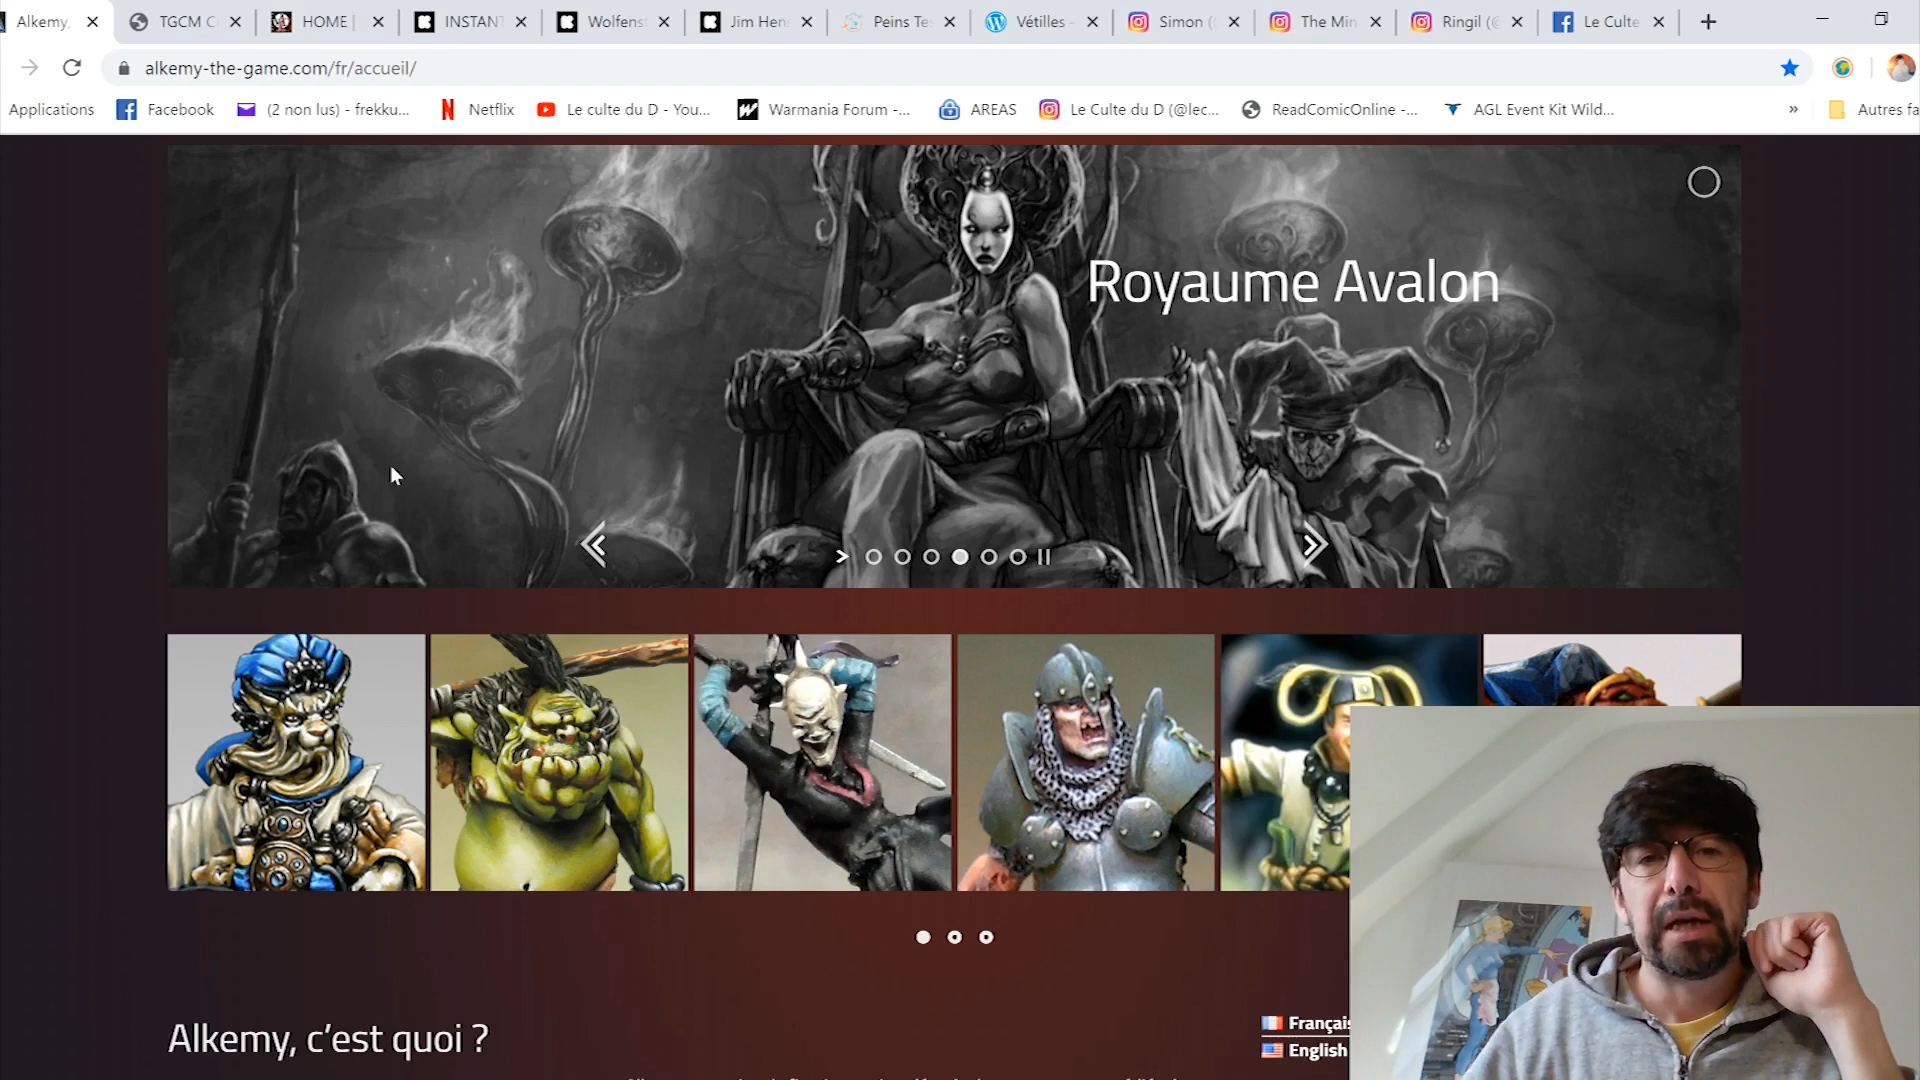 Alkemy,
TGCM C
HOME |
INSTAN
Wolfens
Jim Hen
Peins Te
Vétilles -
Simon (
The Min
Ringil (@
Le Culte
alkemy-the-game.com/fr/accueil/
Applications
Facebook
(2 non lus) - frekku...
Netflix
Le culte du D - You...
Warmania Forum -...
AREAS
Le Culte du D (@lec...
ReadComicOnline -...
AGL Event Kit Wild...
»
Autres fa
Royaume Avalon
Alkemy, c'est quoi ?
Français
English